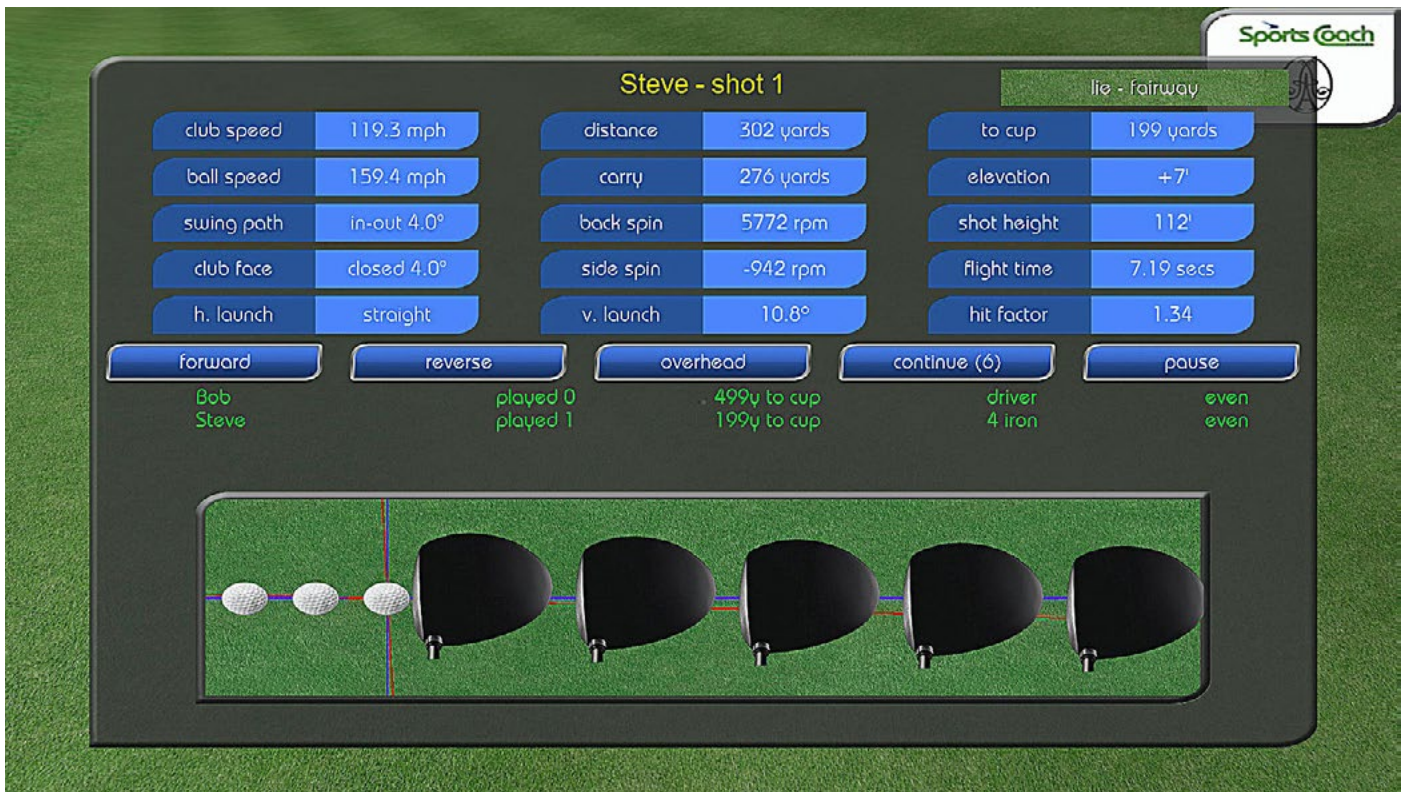 Sports Coach
Steve - shot 1
lie - fairway
club speed 119.3 mph distance 302 yards to cup 199 yards
ball speed 159.4 mph carry 276 yards elevation +7'
swing path in-out 4.0° back spin 5772 rpm shot height 112'
club face closed 4.0° side spin -942 rpm flight time 7.19 secs
h. launch straight v. launch 10.8° hit factor 1.34
forward reverse overhead continue (6) pause
Bob played 0 499y to cup driver even
Steve played 1 199y to cup 4 iron even